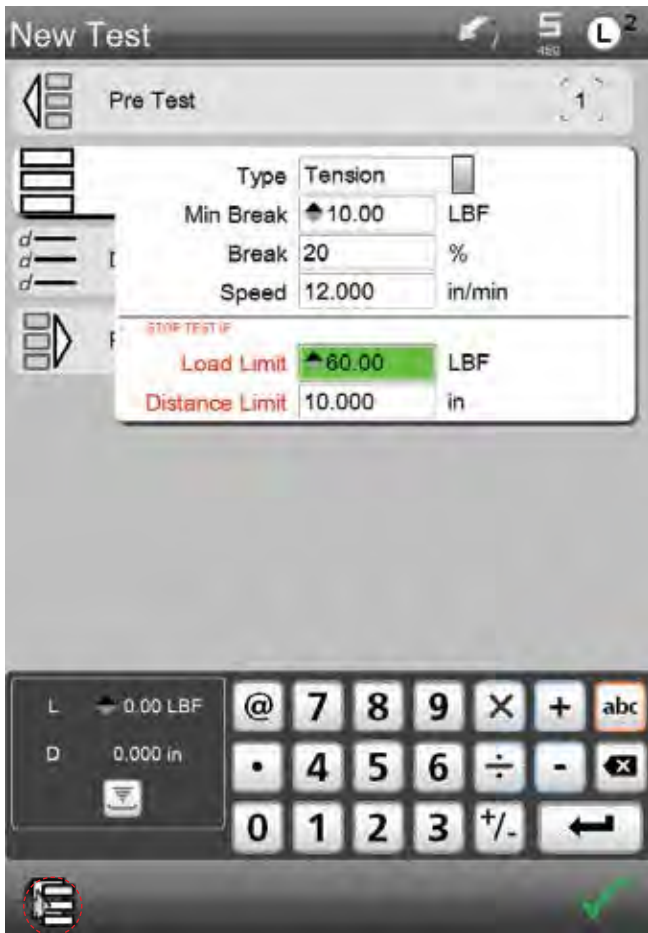 New Test
5
450
L 2
Pre Test
1
Type Tension
Min Break 10.00 LBF
Break 20 %
Speed 12.000 in/min
STOP TEST IF
Load Limit 60.00 LBF
Distance Limit 10.000 in
d
d
d
L 0.00 LBF
D 0.000 in
@ 7 8 9 × + abc
• 4 5 6 ÷ -
0 1 2 3 +/-